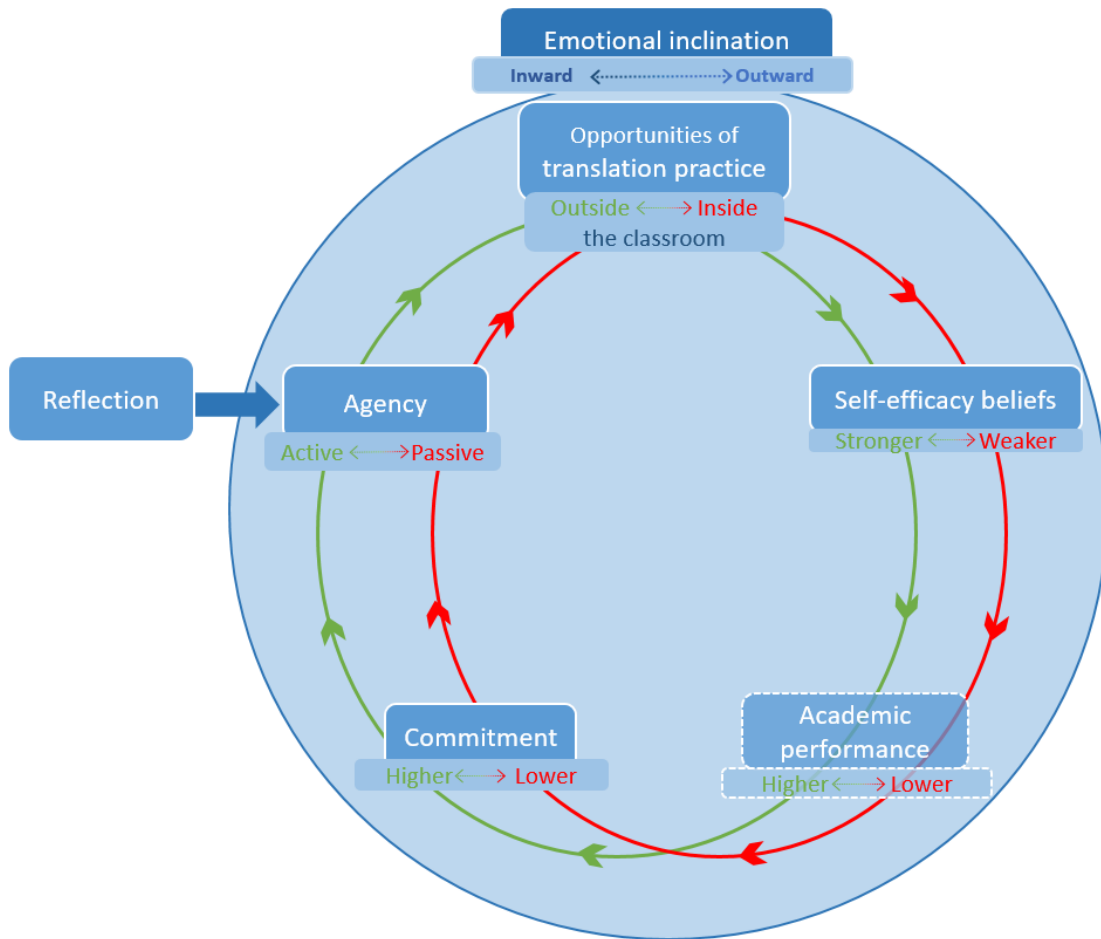 Emotional inclination
Inward Outward
Opportunities of
translation practice
Outside Inside
the classroom
Reflection
Agency
Active Passive
Self-efficacy beliefs
Stronger Weaker
Commitment
Higher Lower
Academic
performance
Higher Lower